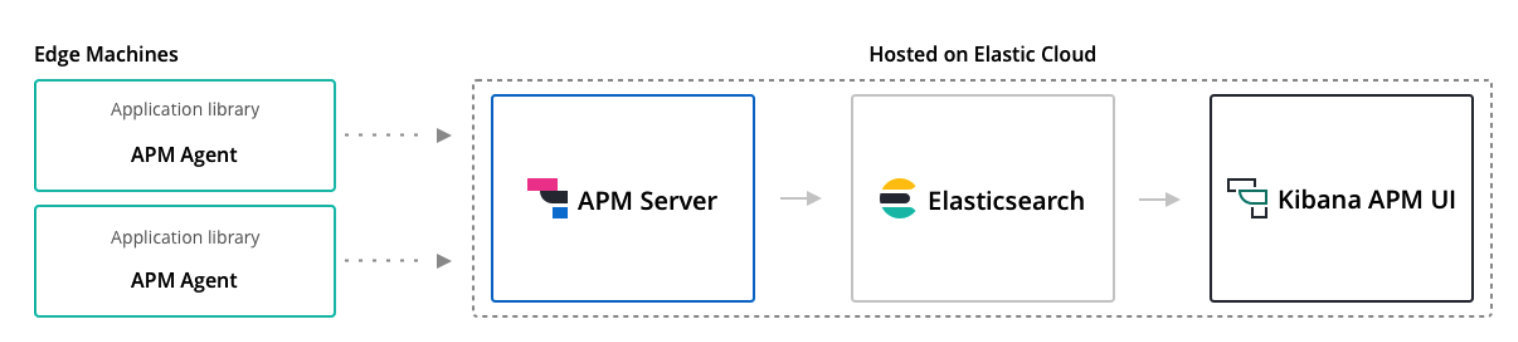 Edge Machines
Application library
APM Agent
Application library
APM Agent
Hosted on Elastic Cloud
APM Server
Elasticsearch
Kibana APM UI